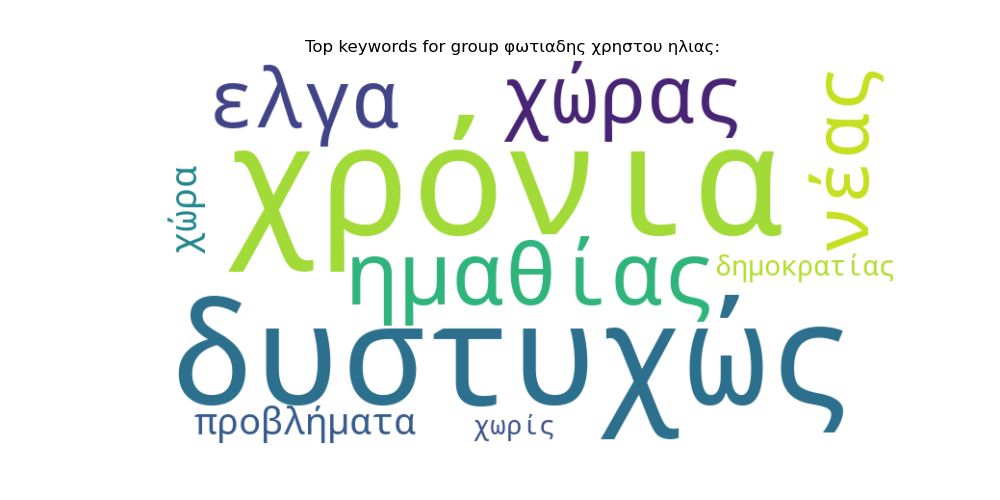 Top keywords for group φωτιαδης χρηστου ηλιας:
ελγα
χώρας
νέας
χρόνια
χώρα
ημαθίας
δημοκρατίας
δυστυχώς
προβλήματα
χωρίς